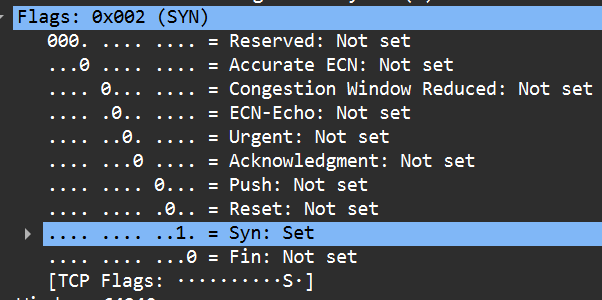 Flags: 0x002 (SYN)
000. .... .... = Reserved: Not set
...0 .... .... = Accurate ECN: Not set
.... 0... .... = Congestion Window Reduced: Not set
.... .0.. .... = ECN-Echo: Not set
.... ..0. .... = Urgent: Not set
.... ...0 .... = Acknowledgment: Not set
.... .... 0... = Push: Not set
.... .... .0.. = Reset: Not set
.... .... ..1. = Syn: Set
.... .... ...0 = Fin: Not set
[TCP Flags: ··········S·]